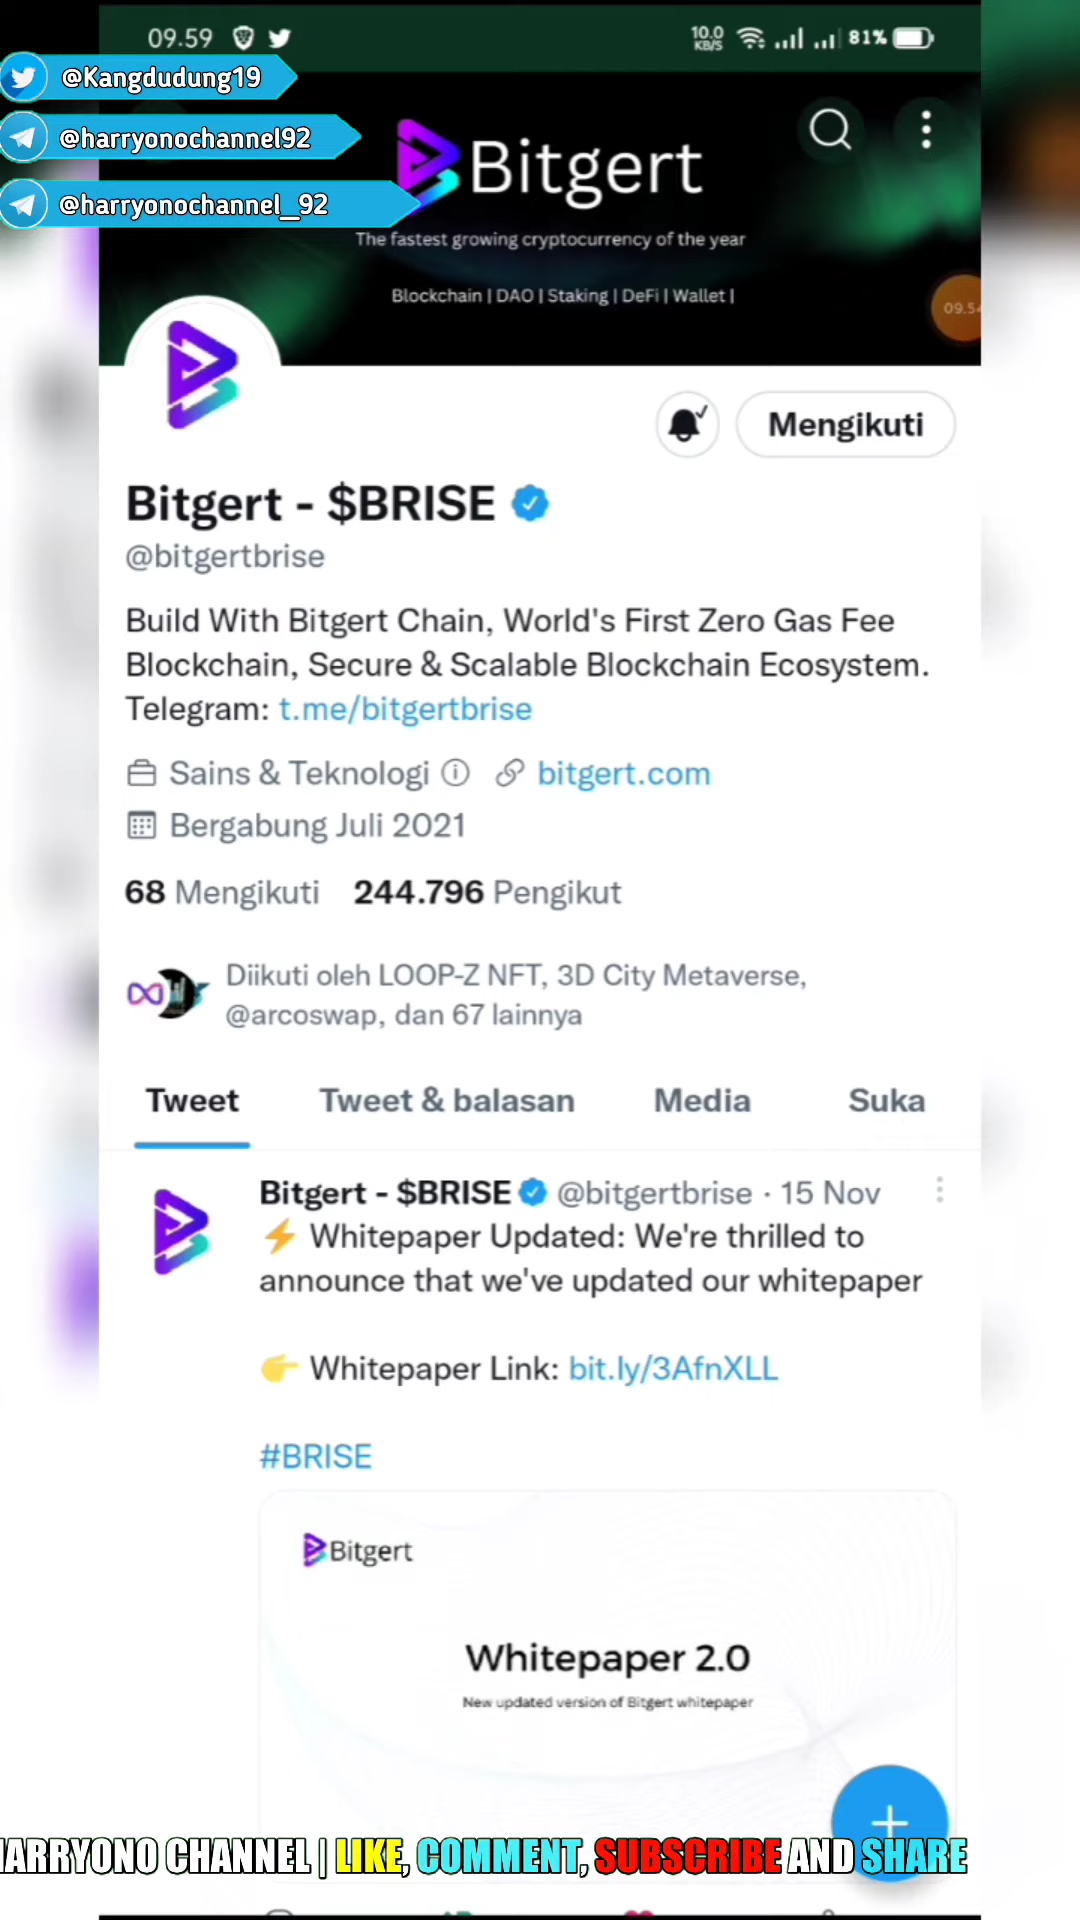 09.59
10.0
KB/S
81%
@Kangdudung19
@harryonochannel92
@harryonochannel_92
Bitgert
The fastest growing cryptocurrency of the year
Blockchain | DAO | Staking | DeFi | Wallet |
09.54
Mengikuti
Bitgert - $BRISE
@bitgertbrise
Build With Bitgert Chain, World's First Zero Gas Fee
Blockchain, Secure & Scalable Blockchain Ecosystem.
Telegram: t.me/bitgertbrise
Sains & Teknologi bitgert.com
Bergabung Juli 2021
68 Mengikuti 244.796 Pengikut
Diikuti oleh LOOP-Z NFT, 3D City Metaverse,
@arcoswap, dan 67 lainnya
Tweet Tweet & balasan Media Suka
Bitgert - $BRISE @bitgertbrise · 15 Nov
⚡ Whitepaper Updated: We're thrilled to
announce that we've updated our whitepaper
👉 Whitepaper Link: bit.ly/3AfnXLL
#BRISE
Bitgert
Whitepaper 2.0
New updated version of Bitgert whitepaper
HARRYONO CHANNEL | LIKE, COMMENT, SUBSCRIBE AND SHARE